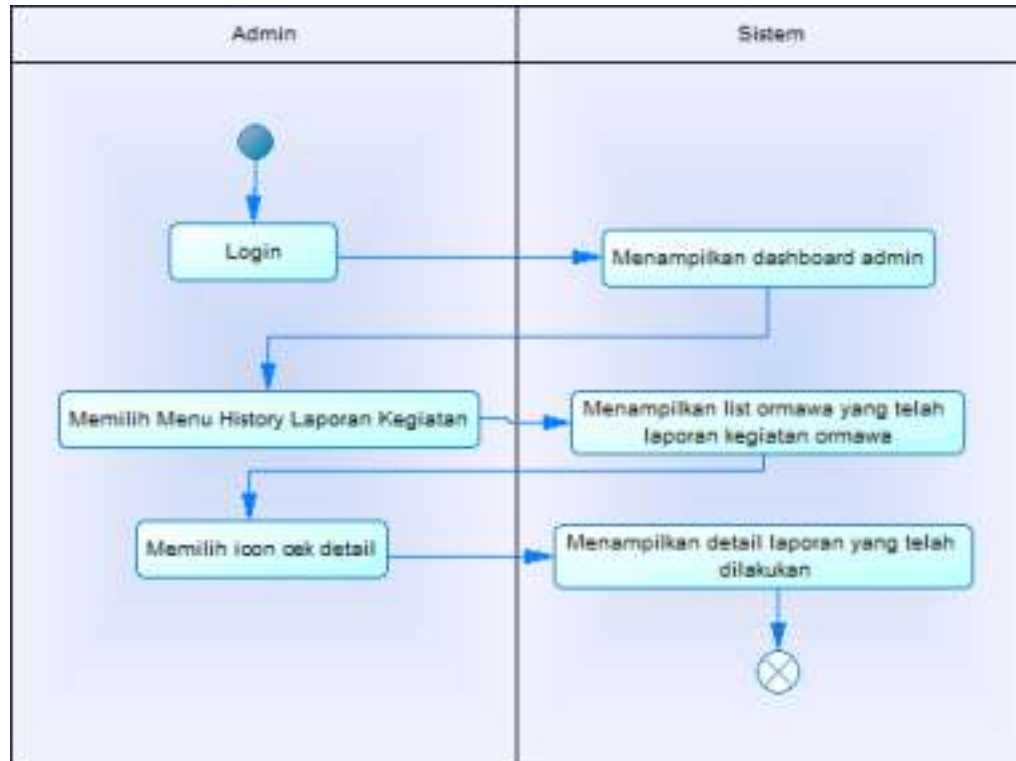 Admin
Sistem
Login
Menampilkan dashboard admin
Memilih Menu History Laporan Kegiatan
Menampilkan list ormawa yang telah
laporan kegiatan ormawa
Memilih icon cek detail
Menampilkan detail laporan yang telah
dilakukan